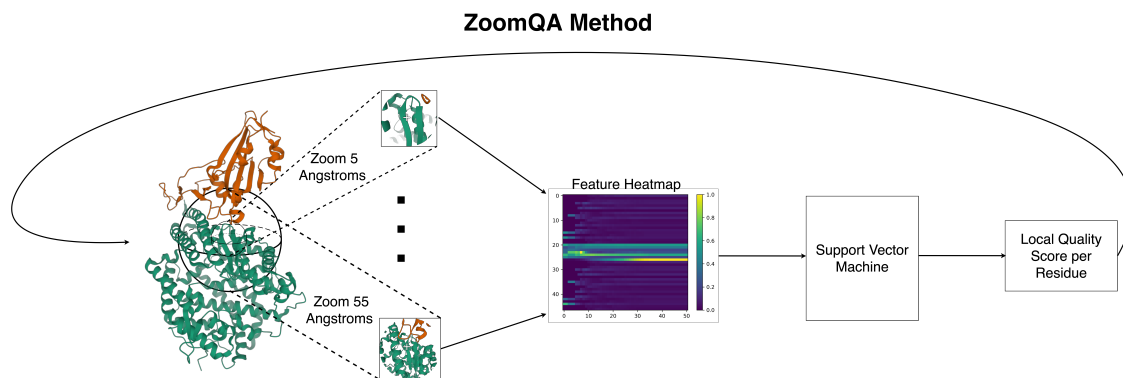 ZoomQA Method
Zoom 5
Angstroms
Zoom 55
Angstroms
Feature Heatmap
0
10
20
30
40
0
10
20
30
40
50
1.0
0.8
0.6
0.4
0.2
0.0
Support Vector
Machine
Local Quality
Score per
Residue